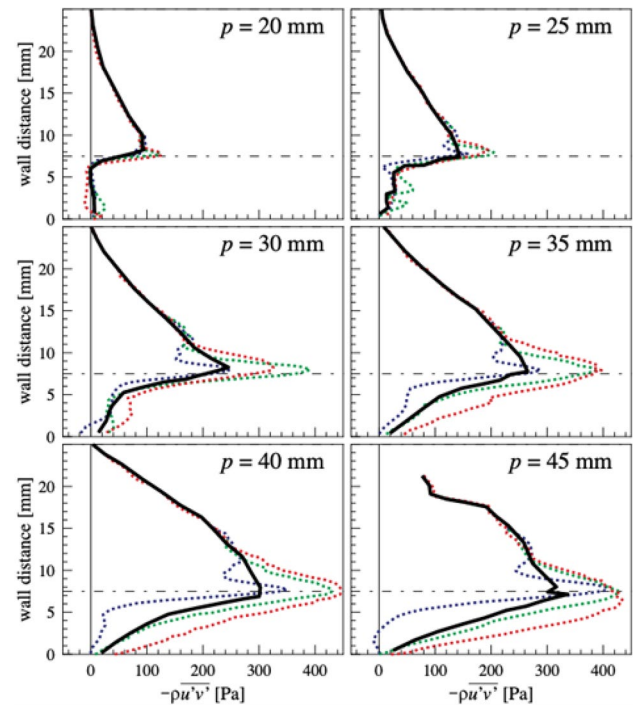 p = 20 mm
p = 25 mm
wall distance [mm]
20
15
10
5
0
p = 30 mm
p = 35 mm
wall distance [mm]
20
15
10
5
0
p = 40 mm
p = 45 mm
wall distance [mm]
20
15
10
5
0
0 100 200 300 400
0 100 200 300 400
−ρu'v' [Pa]
−ρu'v' [Pa]